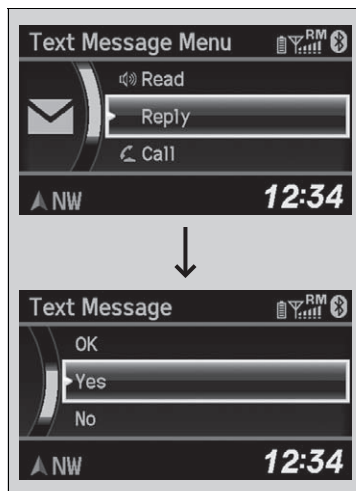 Text Message Menu RM
Read
Reply
Call
NW 12:34
Text Message RM
OK
Yes
No
NW 12:34